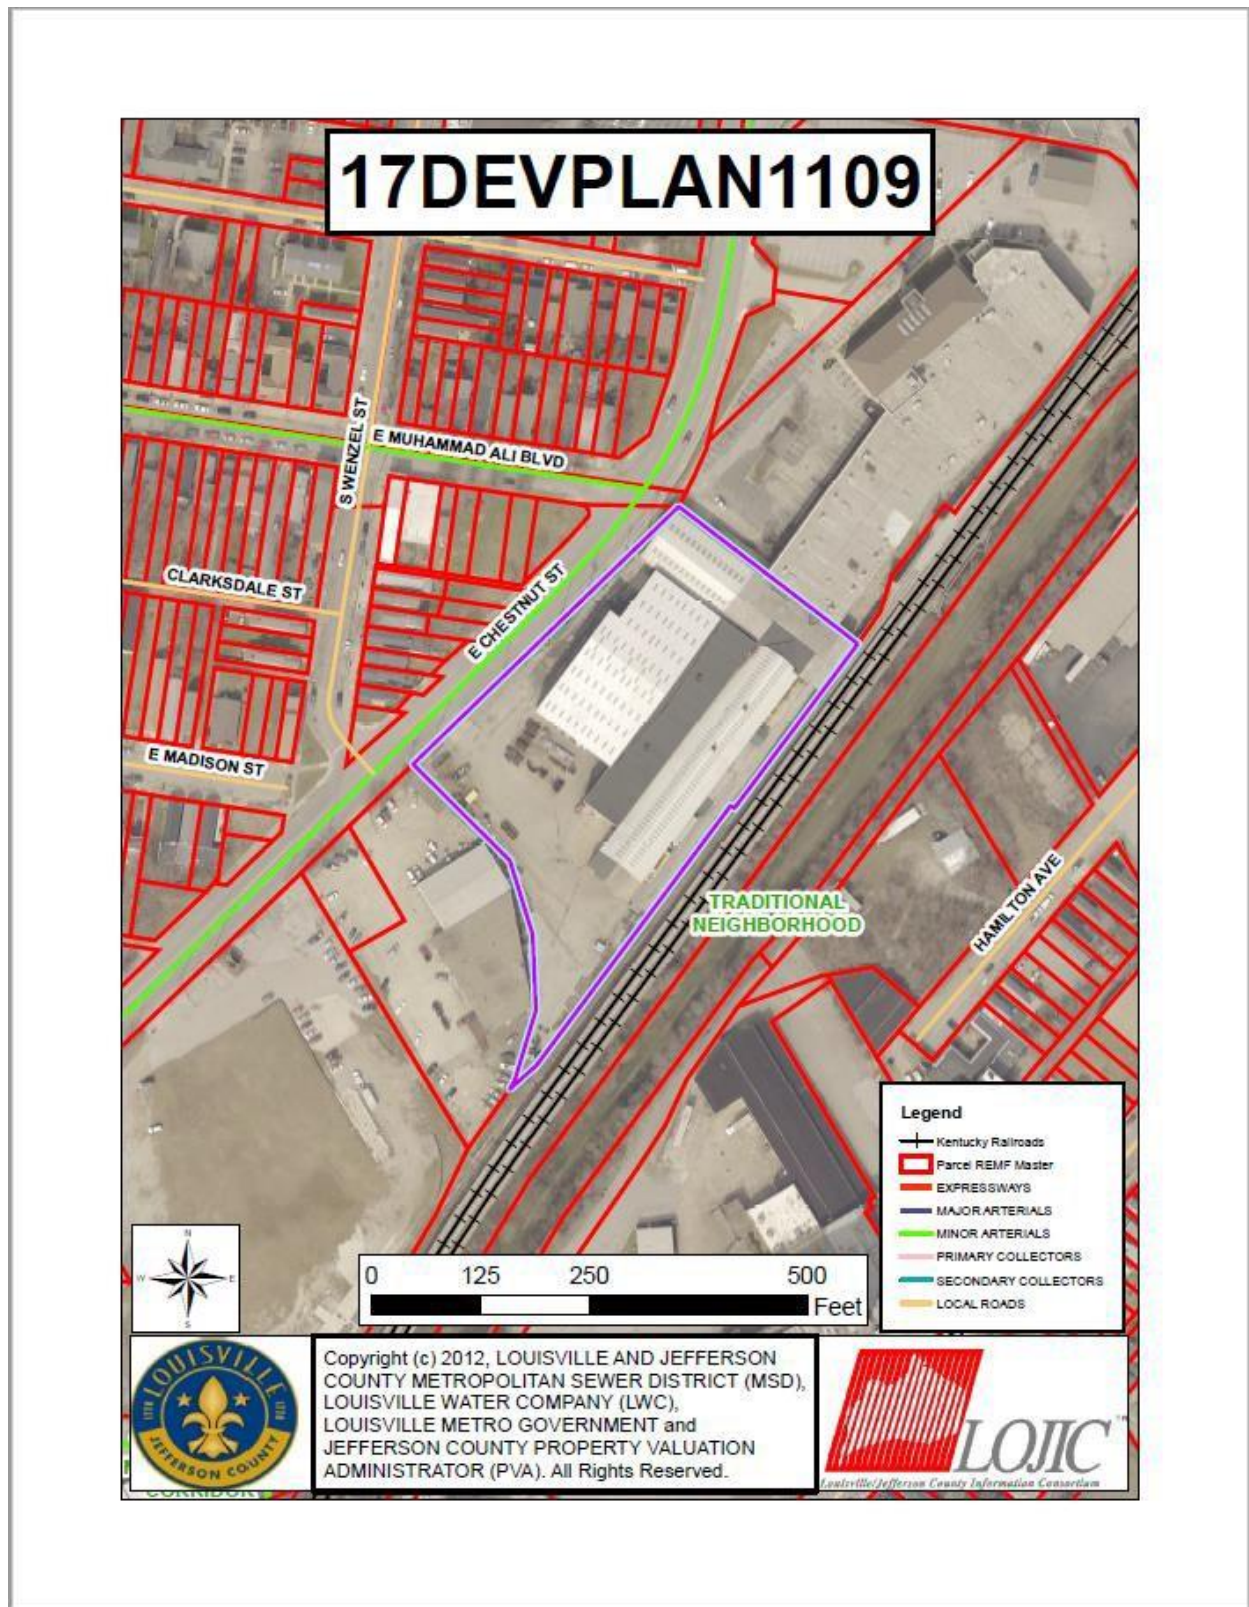 17DEVPLAN1109
S WENZEL ST
E MUHAMMAD ALI BLVD
CLARKSDALE ST
E CHESTNUT ST
E MADISON ST
TRADITIONAL
NEIGHBORHOOD
HAMILTON AVE
Legend
Kentucky Railroads
Parcel REMF Master
EXPRESSWAYS
MAJOR ARTERIALS
MINOR ARTERIALS
PRIMARY COLLECTORS
SECONDARY COLLECTORS
LOCAL ROADS
N
W E
S
0 125 250 500
Feet
LOUISVILLE
1778 1778
JEFFERSON COUNTY
Copyright (c) 2012, LOUISVILLE AND JEFFERSON
COUNTY METROPOLITAN SEWER DISTRICT (MSD),
LOUISVILLE WATER COMPANY (LWC),
LOUISVILLE METRO GOVERNMENT and
JEFFERSON COUNTY PROPERTY VALUATION
ADMINISTRATOR (PVA). All Rights Reserved.
LOJIC
Louisville/Jefferson County Information Consortium
CORRIDOR